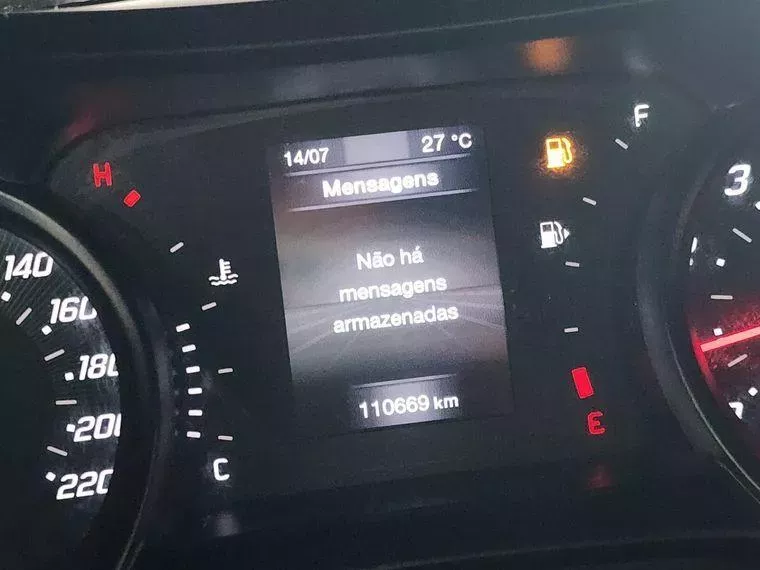 14/07 27 °C
Mensagens
Não há
mensagens
armazenadas
110669 km
H
C
F
E
140
160
180
200
220
3